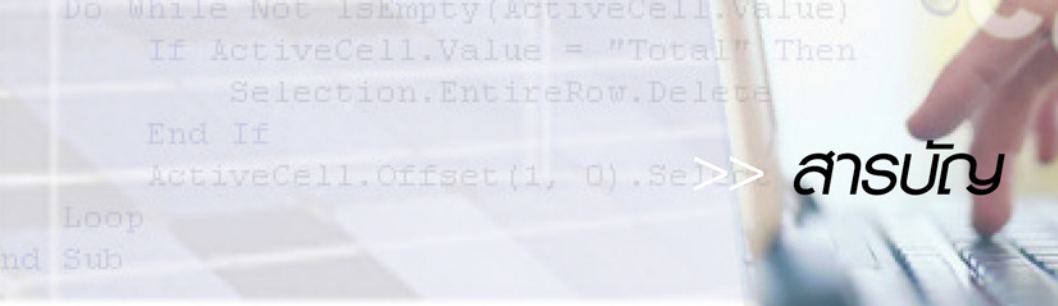 Do While Not IsEmpty(ActiveCell.Value)
If ActiveCell.Value = "Total" Then
Selection.EntireRow.Delete
End If
ActiveCell.Offset(1, 0).Select
>> สารบัญ
Loop
End Sub